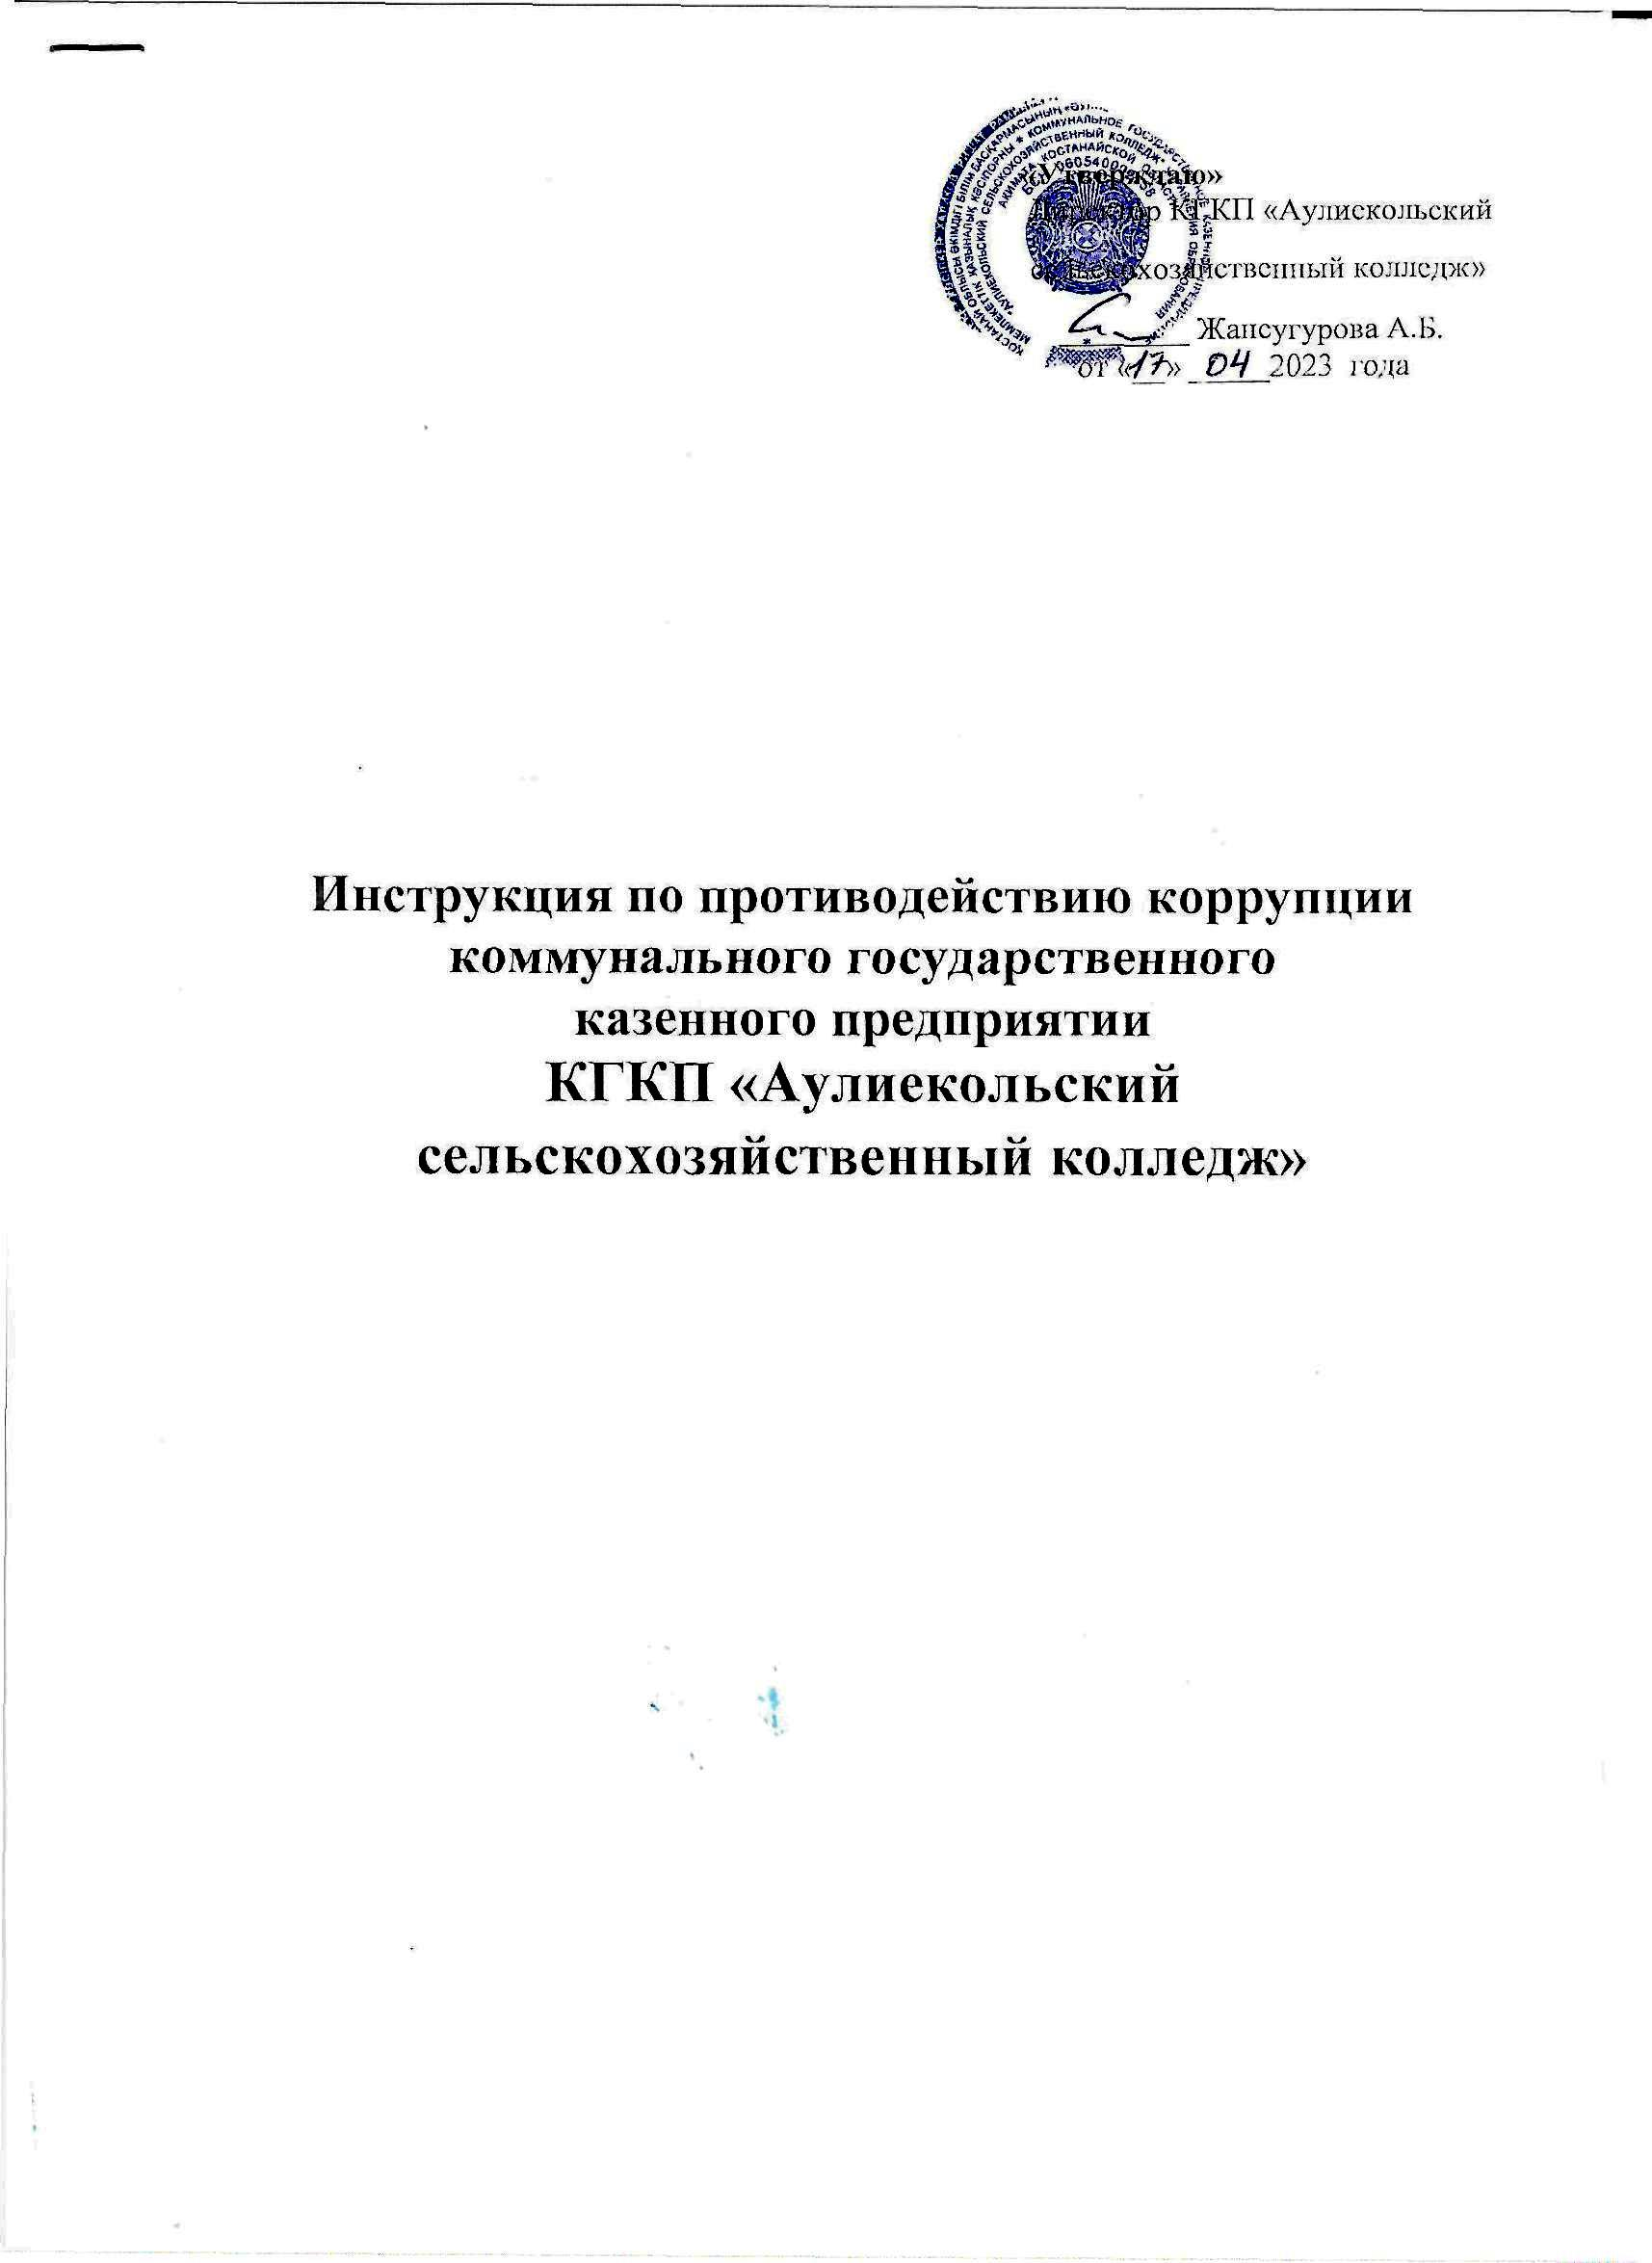 «Утверждаю»
Директор КГКП «Аулиекольский
сельскохозяйственный колледж»
Жансугурова А.Б.
от «17» 04 2023 года
Инструкция по противодействию коррупции
коммунального государственного
казенного предприятии
КГКП «Аулиекольский
сельскохозяйственный колледж»